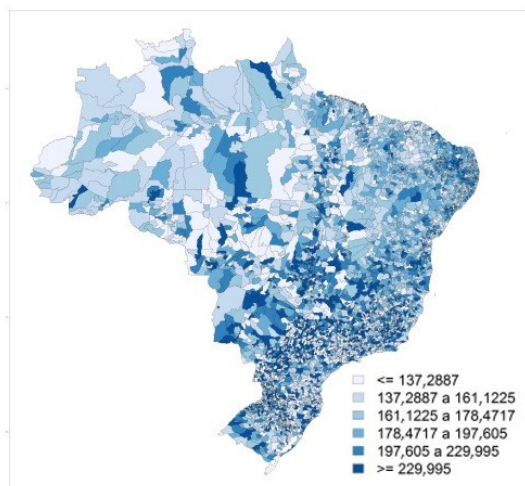 <= 137,2887
137,2887 a 161,1225
161,1225 a 178,4717
178,4717 a 197,605
197,605 a 229,995
>= 229,995